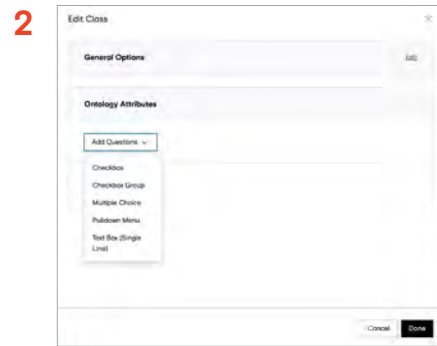 2
Edit Class
General Options
Edit
Ontology Attributes
Add Questions
Checkbox
Checkbox Group
Multiple Choice
Pulldown Menu
Text Box (Single
Line)
Cancel
Done